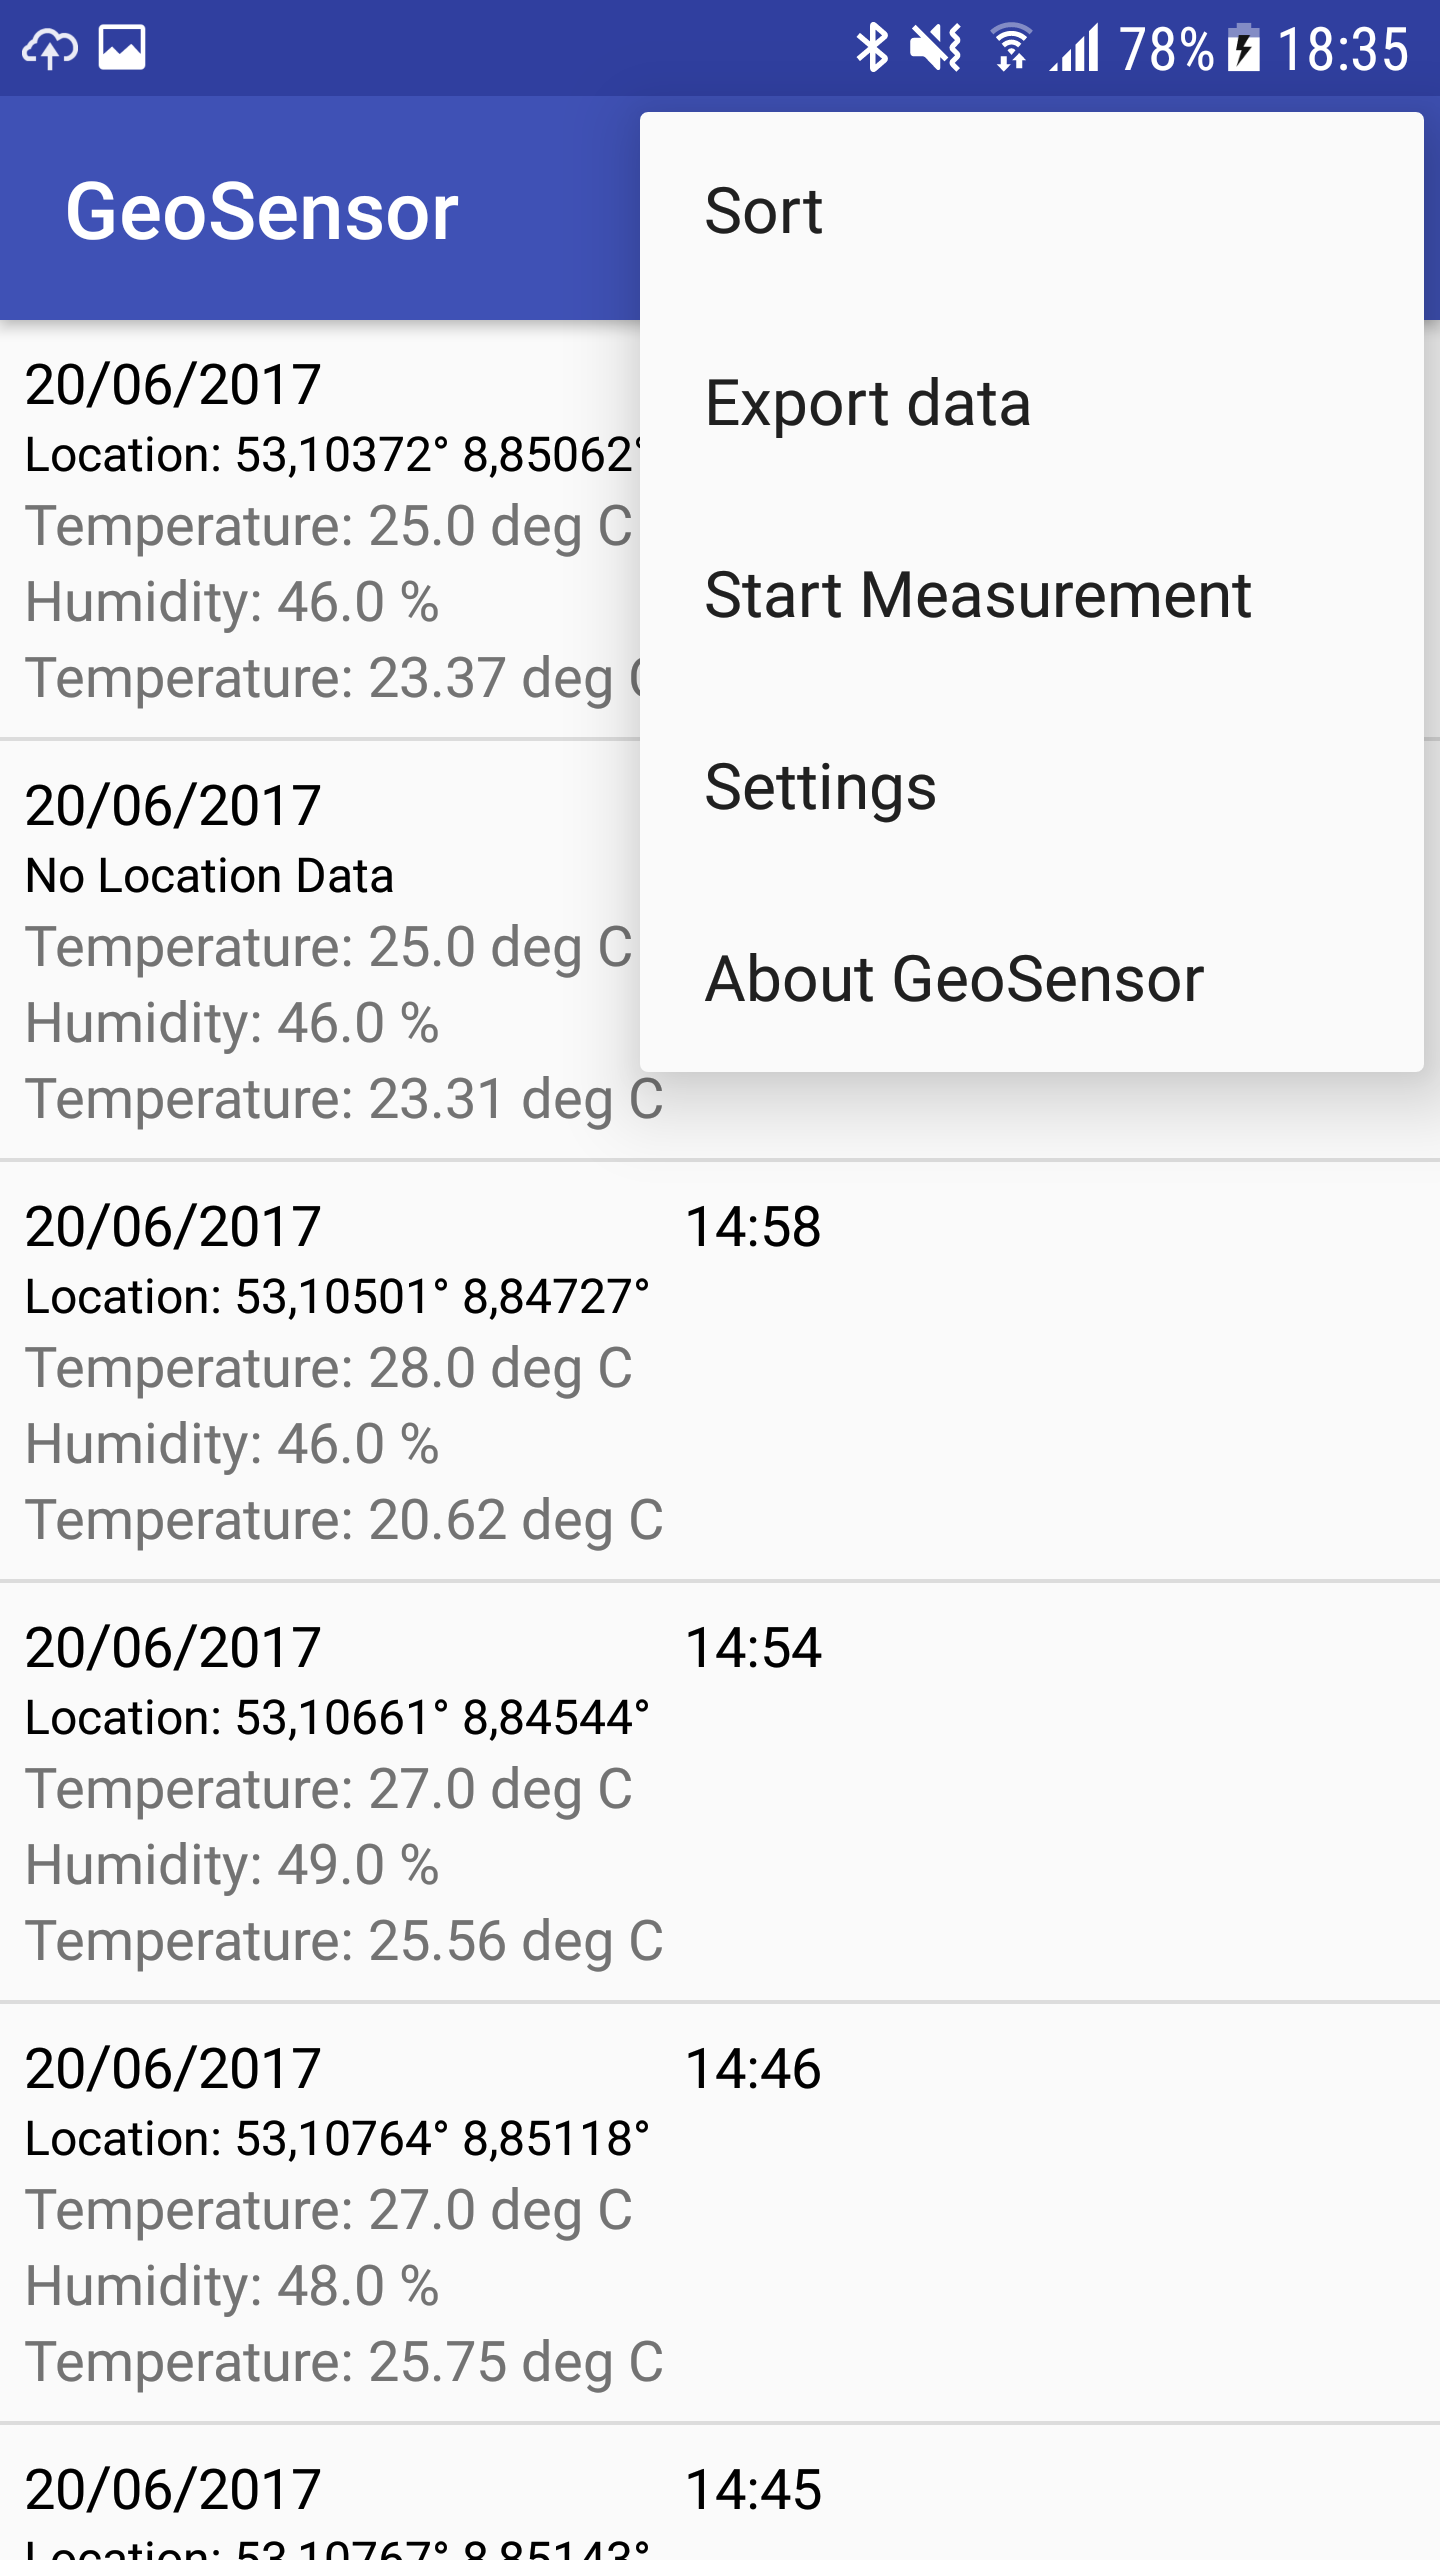 78% 18:35
GeoSensor
Sort
Export data
Start Measurement
Settings
About GeoSensor
20/06/2017
Location: 53,10372° 8,85062°
Temperature: 25.0 deg C
Humidity: 46.0 %
Temperature: 23.37 deg
20/06/2017
No Location Data
Temperature: 25.0 deg C
Humidity: 46.0 %
Temperature: 23.31 deg C
20/06/2017 14:58
Location: 53,10501° 8,84727°
Temperature: 28.0 deg C
Humidity: 46.0 %
Temperature: 20.62 deg C
20/06/2017 14:54
Location: 53,10661° 8,84544°
Temperature: 27.0 deg C
Humidity: 49.0 %
Temperature: 25.56 deg C
20/06/2017 14:46
Location: 53,10764° 8,85118°
Temperature: 27.0 deg C
Humidity: 48.0 %
Temperature: 25.75 deg C
20/06/2017 14:45
Location: 53,10767° 8,85143°